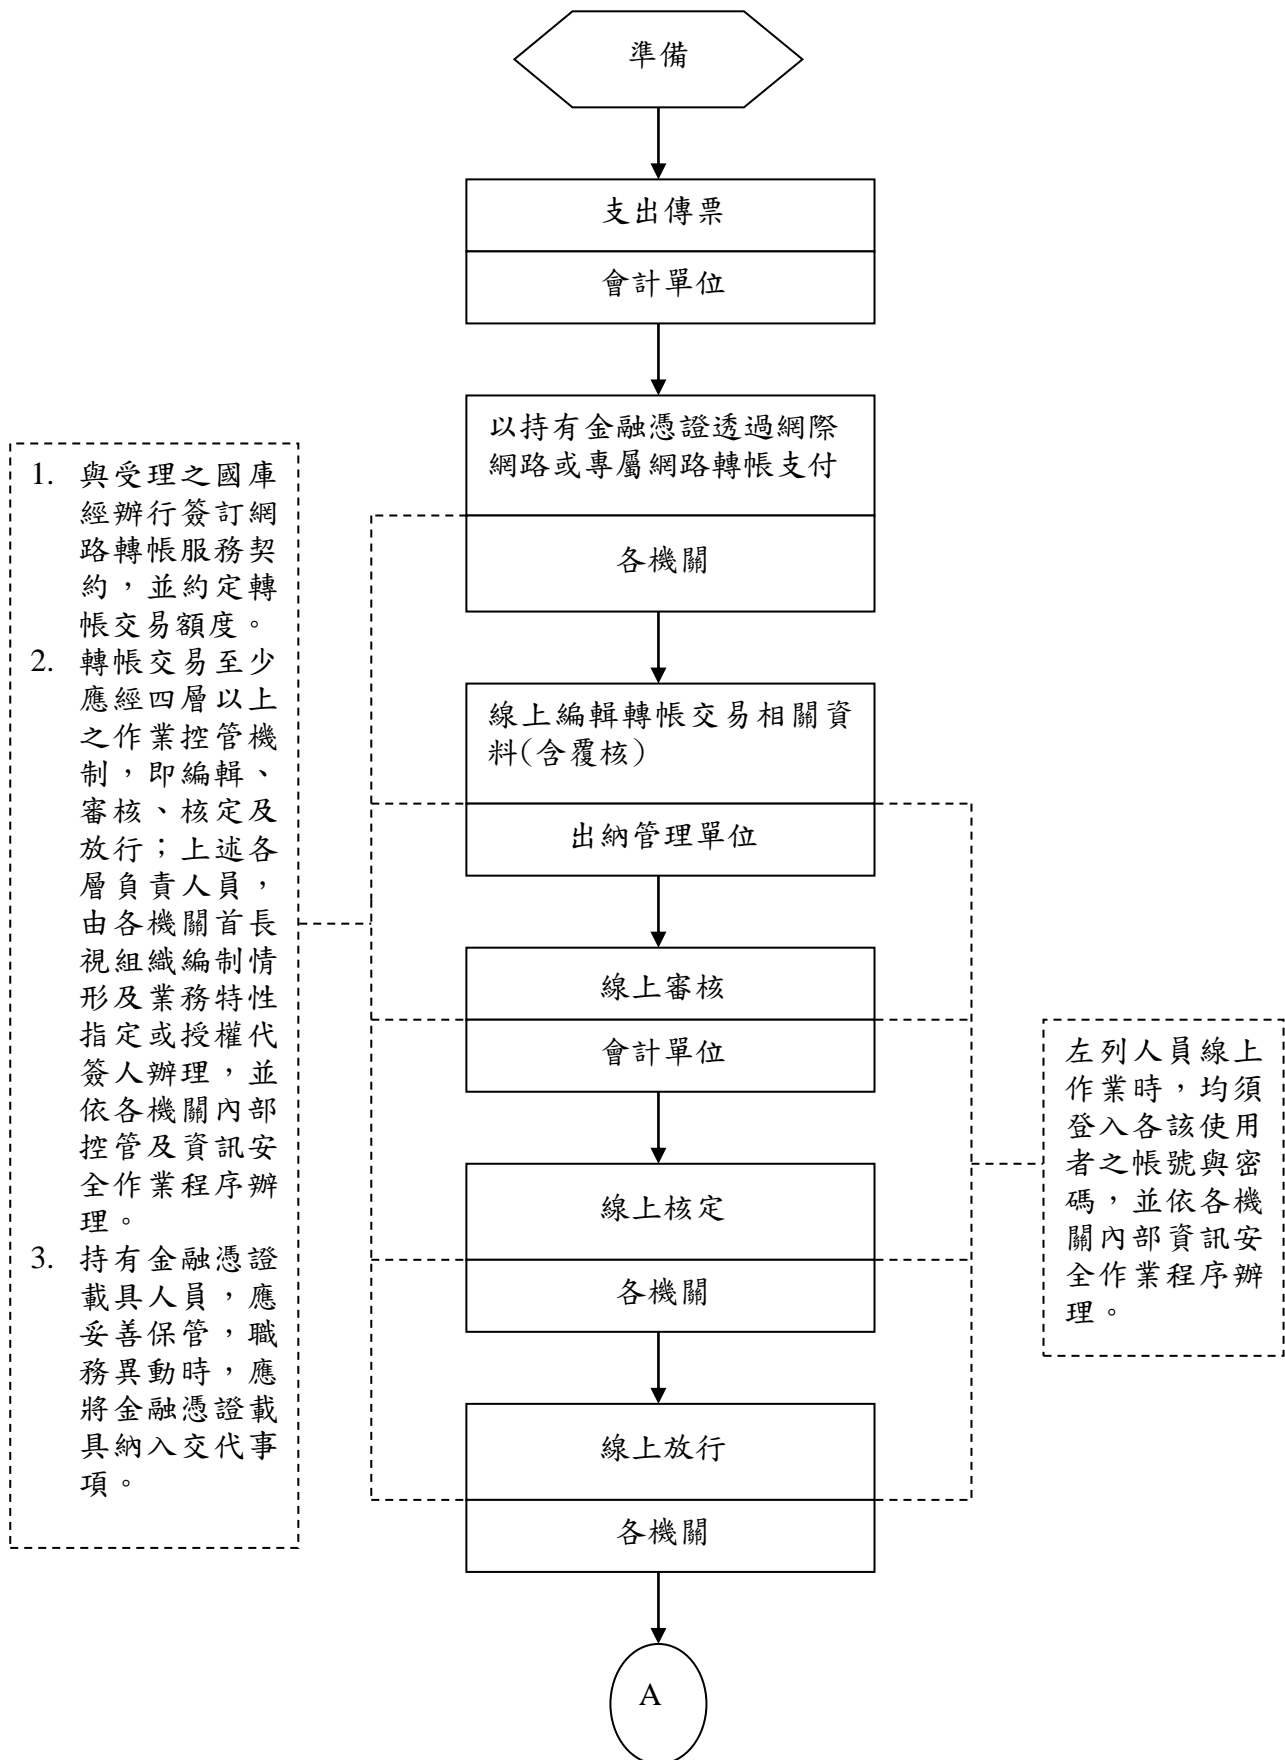 準備
支出傳票
會計單位
以持有金融憑證透過網際
網路或專屬網路轉帳支付
各機關
1. 與受理之國庫
經辦行簽訂網
路轉帳服務契
約，並約定轉
帳交易額度。
2. 轉帳交易至少
應經四層以上
之作業控管機
制，即編輯、
審核、核定及
放行；上述各
層負責人員，
由各機關首長
視組織編制情
形及業務特性
指定或授權代
簽人辦理，並
依各機關內部
控管及資訊安
全作業程序辦
理。
3. 持有金融憑證
載具人員，應
妥善保管，職
務異動時，應
將金融憑證載
具納入交代事
項。
線上編輯轉帳交易相關資
料(含覆核)
出納管理單位
線上審核
會計單位
線上核定
各機關
左列人員線上
作業時，均須
登入各該使用
者之帳號與密
碼，並依各機
關內部資訊安
全作業程序辦
理。
線上放行
各機關
A